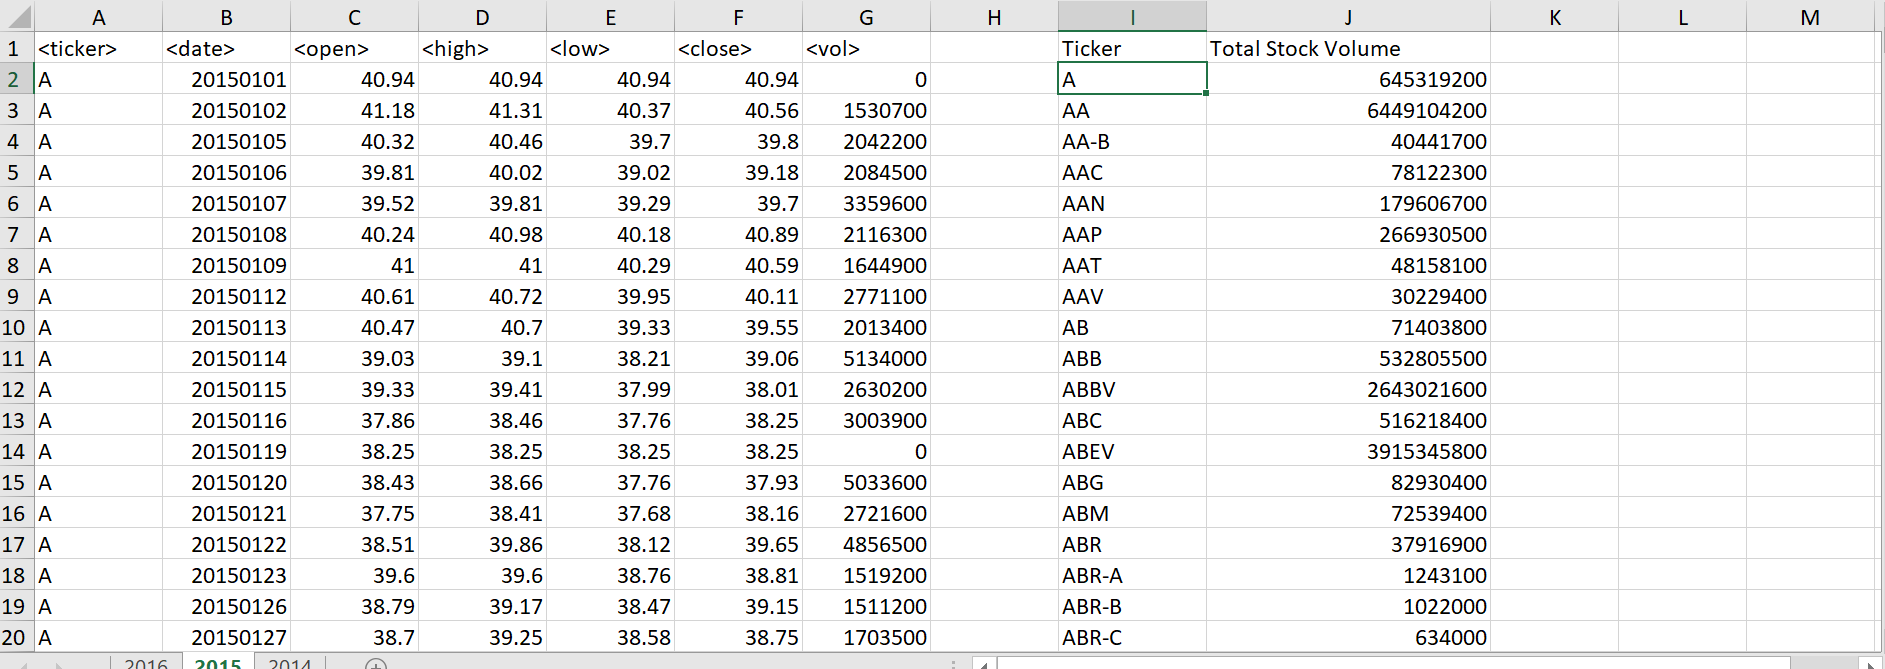 A B C D E F G H I J K L M
1 <ticker> <date> <open> <high> <low> <close> <vol> Ticker Total Stock Volume
2 A 20150101 40.94 40.94 40.94 40.94 0 A 645319200
3 A 20150102 41.18 41.31 40.37 40.56 1530700 AA 6449104200
4 A 20150105 40.32 40.46 39.7 39.8 2042200 AA-B 40441700
5 A 20150106 39.81 40.02 39.02 39.18 2084500 AAC 78122300
6 A 20150107 39.52 39.81 39.29 39.7 3359600 AAN 179606700
7 A 20150108 40.24 40.98 40.18 40.89 2116300 AAP 266930500
8 A 20150109 41 41 40.29 40.59 1644900 AAT 48158100
9 A 20150112 40.61 40.72 39.95 40.11 2771100 AAV 30229400
10 A 20150113 40.47 40.7 39.33 39.55 2013400 AB 71403800
11 A 20150114 39.03 39.1 38.21 39.06 5134000 ABB 532805500
12 A 20150115 39.33 39.41 37.99 38.01 2630200 ABBV 2643021600
13 A 20150116 37.86 38.46 37.76 38.25 3003900 ABC 516218400
14 A 20150119 38.25 38.25 38.25 38.25 0 ABEV 3915345800
15 A 20150120 38.43 38.66 37.76 37.93 5033600 ABG 82930400
16 A 20150121 37.75 38.41 37.68 38.16 2721600 ABM 72539400
17 A 20150122 38.51 39.86 38.12 39.65 4856500 ABR 37916900
18 A 20150123 39.6 39.6 38.76 38.81 1519200 ABR-A 1243100
19 A 20150126 38.79 39.17 38.47 39.15 1511200 ABR-B 1022000
20 A 20150127 38.7 39.25 38.58 38.75 1703500 ABR-C 634000
2016 2015 2014